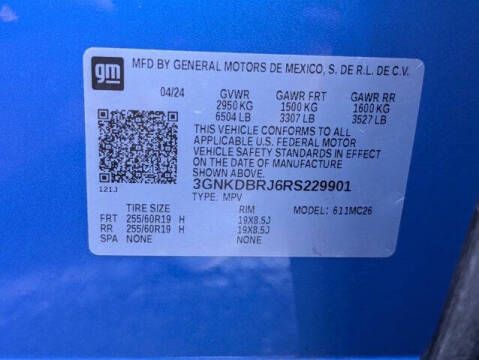 gm MFD BY GENERAL MOTORS DE MEXICO, S. DE R.L. DE C.V.
04/24 GVWR GAWR FRT GAWR RR
2950 KG 1500 KG 1600 KG
6504 LB 3307 LB 3527 LB
THIS VEHICLE CONFORMS TO ALL
APPLICABLE U.S. FEDERAL MOTOR
VEHICLE STANDARDS IN EFFECT
ON THE DATE OF MANUFACTURE
SHOWN ABOVE.
3GNKDBRJ6RS229901
121J TYPE: MPV MODEL: 611MC26
TIRE SIZE RIM
FRT 255/60R19 H 19X8.5J
RR 255/60R19 H 19X8.5J
SPA NONE NONE